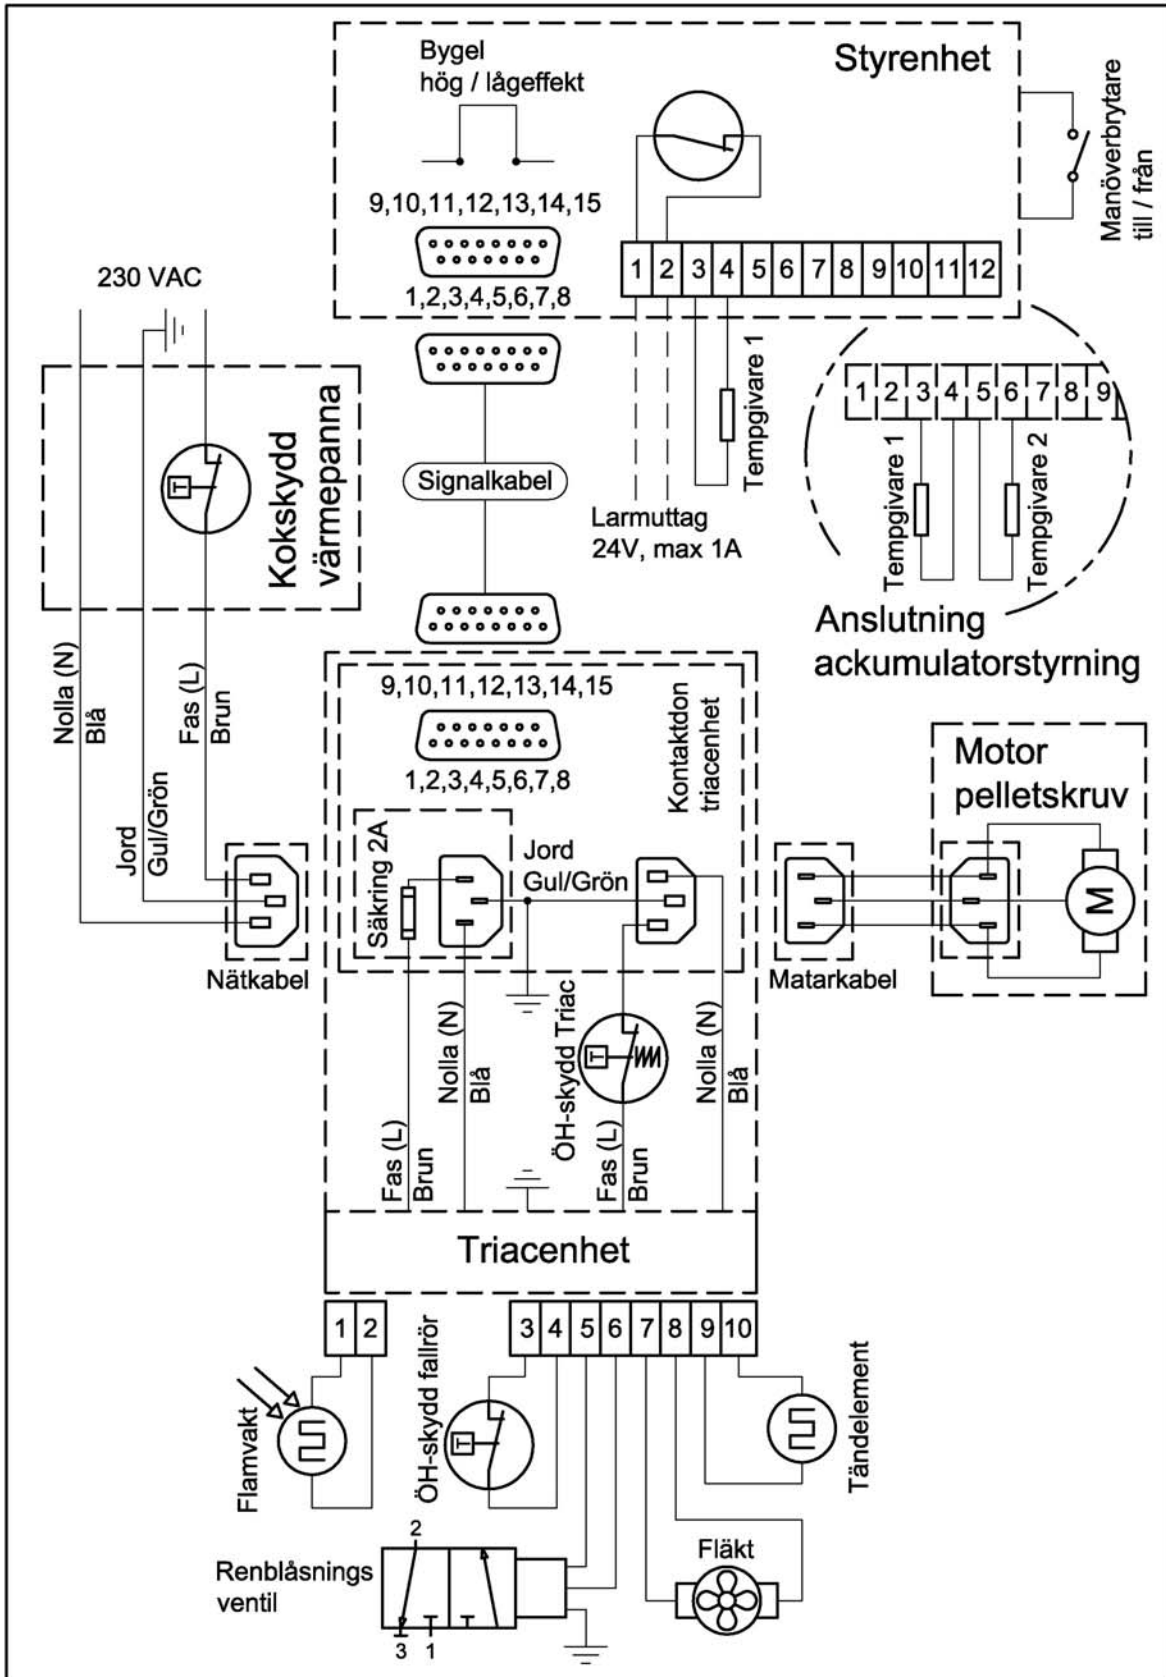 Bygel
hög / lågeffekt
Styrenhet
Manöverbrytare
till / från
9,10,11,12,13,14,15
1,2,3,4,5,6,7,8
1 2 3 4 5 6 7 8 9 10 11 12
230 VAC
Kokskydd
värmepanna
T
Signalkabel
Tempgivare 1
Larmuttag
24V, max 1A
1 2 3 4 5 6 7 8 9
Tempgivare 1
Tempgivare 2
Anslutning
ackumulatorstyrning
Nolla (N)
Blå
Jord
Gul/Grön
Fas (L)
Brun
9,10,11,12,13,14,15
1,2,3,4,5,6,7,8
Kontaktdon
triacenhet
Säkring 2A
Jord
Gul/Grön
Motor
pelletskruv
M
Nätkabel
Matarkabel
Fas (L)
Brun
Nolla (N)
Blå
ÖH-skydd Triac
T
Fas (L)
Brun
Nolla (N)
Blå
Triacenhet
1 2
3 4 5 6 7 8 9 10
Flamvakt
ÖH-skydd fallrör
T
Tändelement
Renblåsnings
ventil
2
3 1
Fläkt